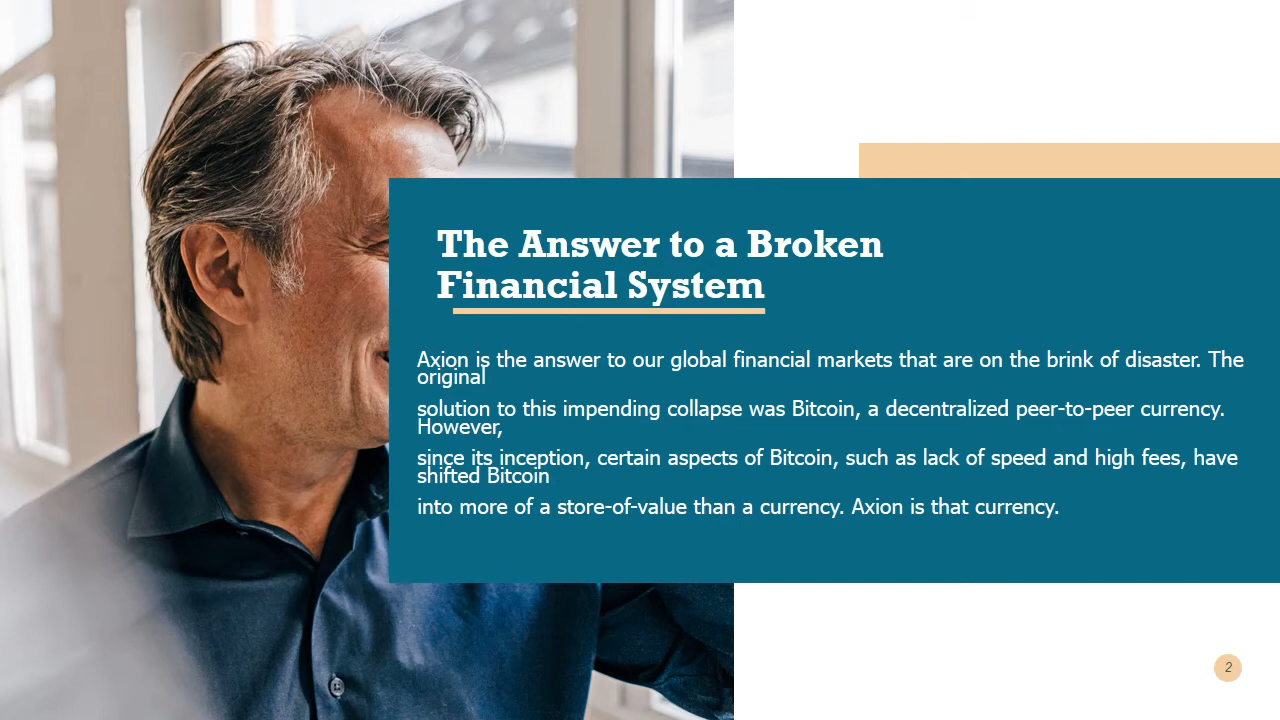 The Answer to a Broken
Financial System
Axion is the answer to our global financial markets that are on the brink of disaster. The
original
solution to this impending collapse was Bitcoin, a decentralized peer-to-peer currency.
However,
since its inception, certain aspects of Bitcoin, such as lack of speed and high fees, have
shifted Bitcoin
into more of a store-of-value than a currency. Axion is that currency.
2